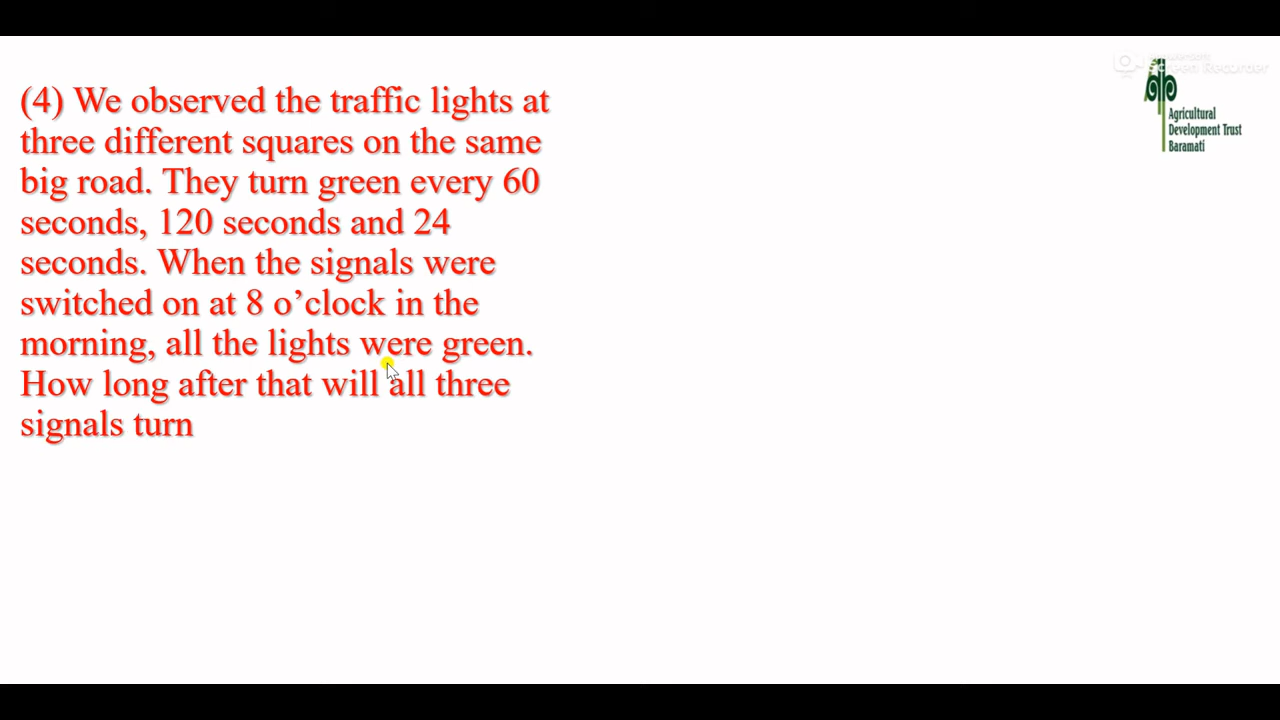 (4) We observed the traffic lights at
three different squares on the same
big road. They turn green every 60
seconds, 120 seconds and 24
seconds. When the signals were
switched on at 8 o’clock in the
morning, all the lights were green.
How long after that will all three
signals turn
Screen Recorder
Agricultural
Development Trust
Baramati